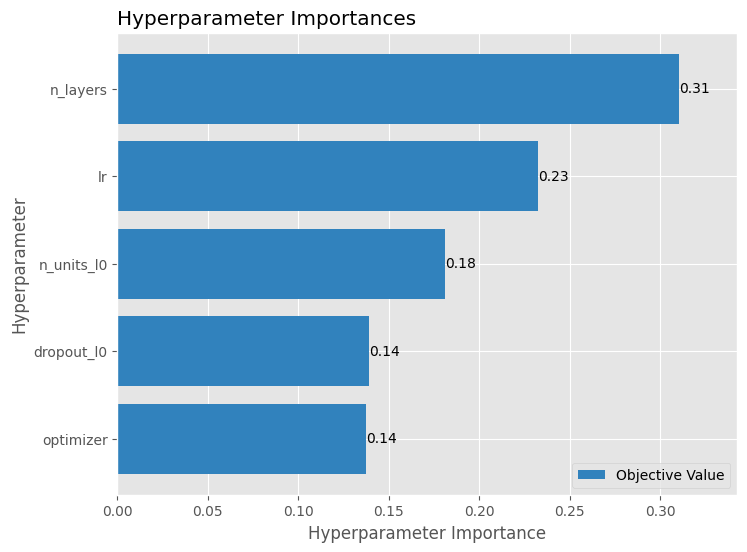 Hyperparameter Importances
Hyperparameter
n_layers
0.31
lr
0.23
n_units_l0
0.18
dropout_l0
0.14
optimizer
0.14
Objective Value
0.00 0.05 0.10 0.15 0.20 0.25 0.30
Hyperparameter Importance